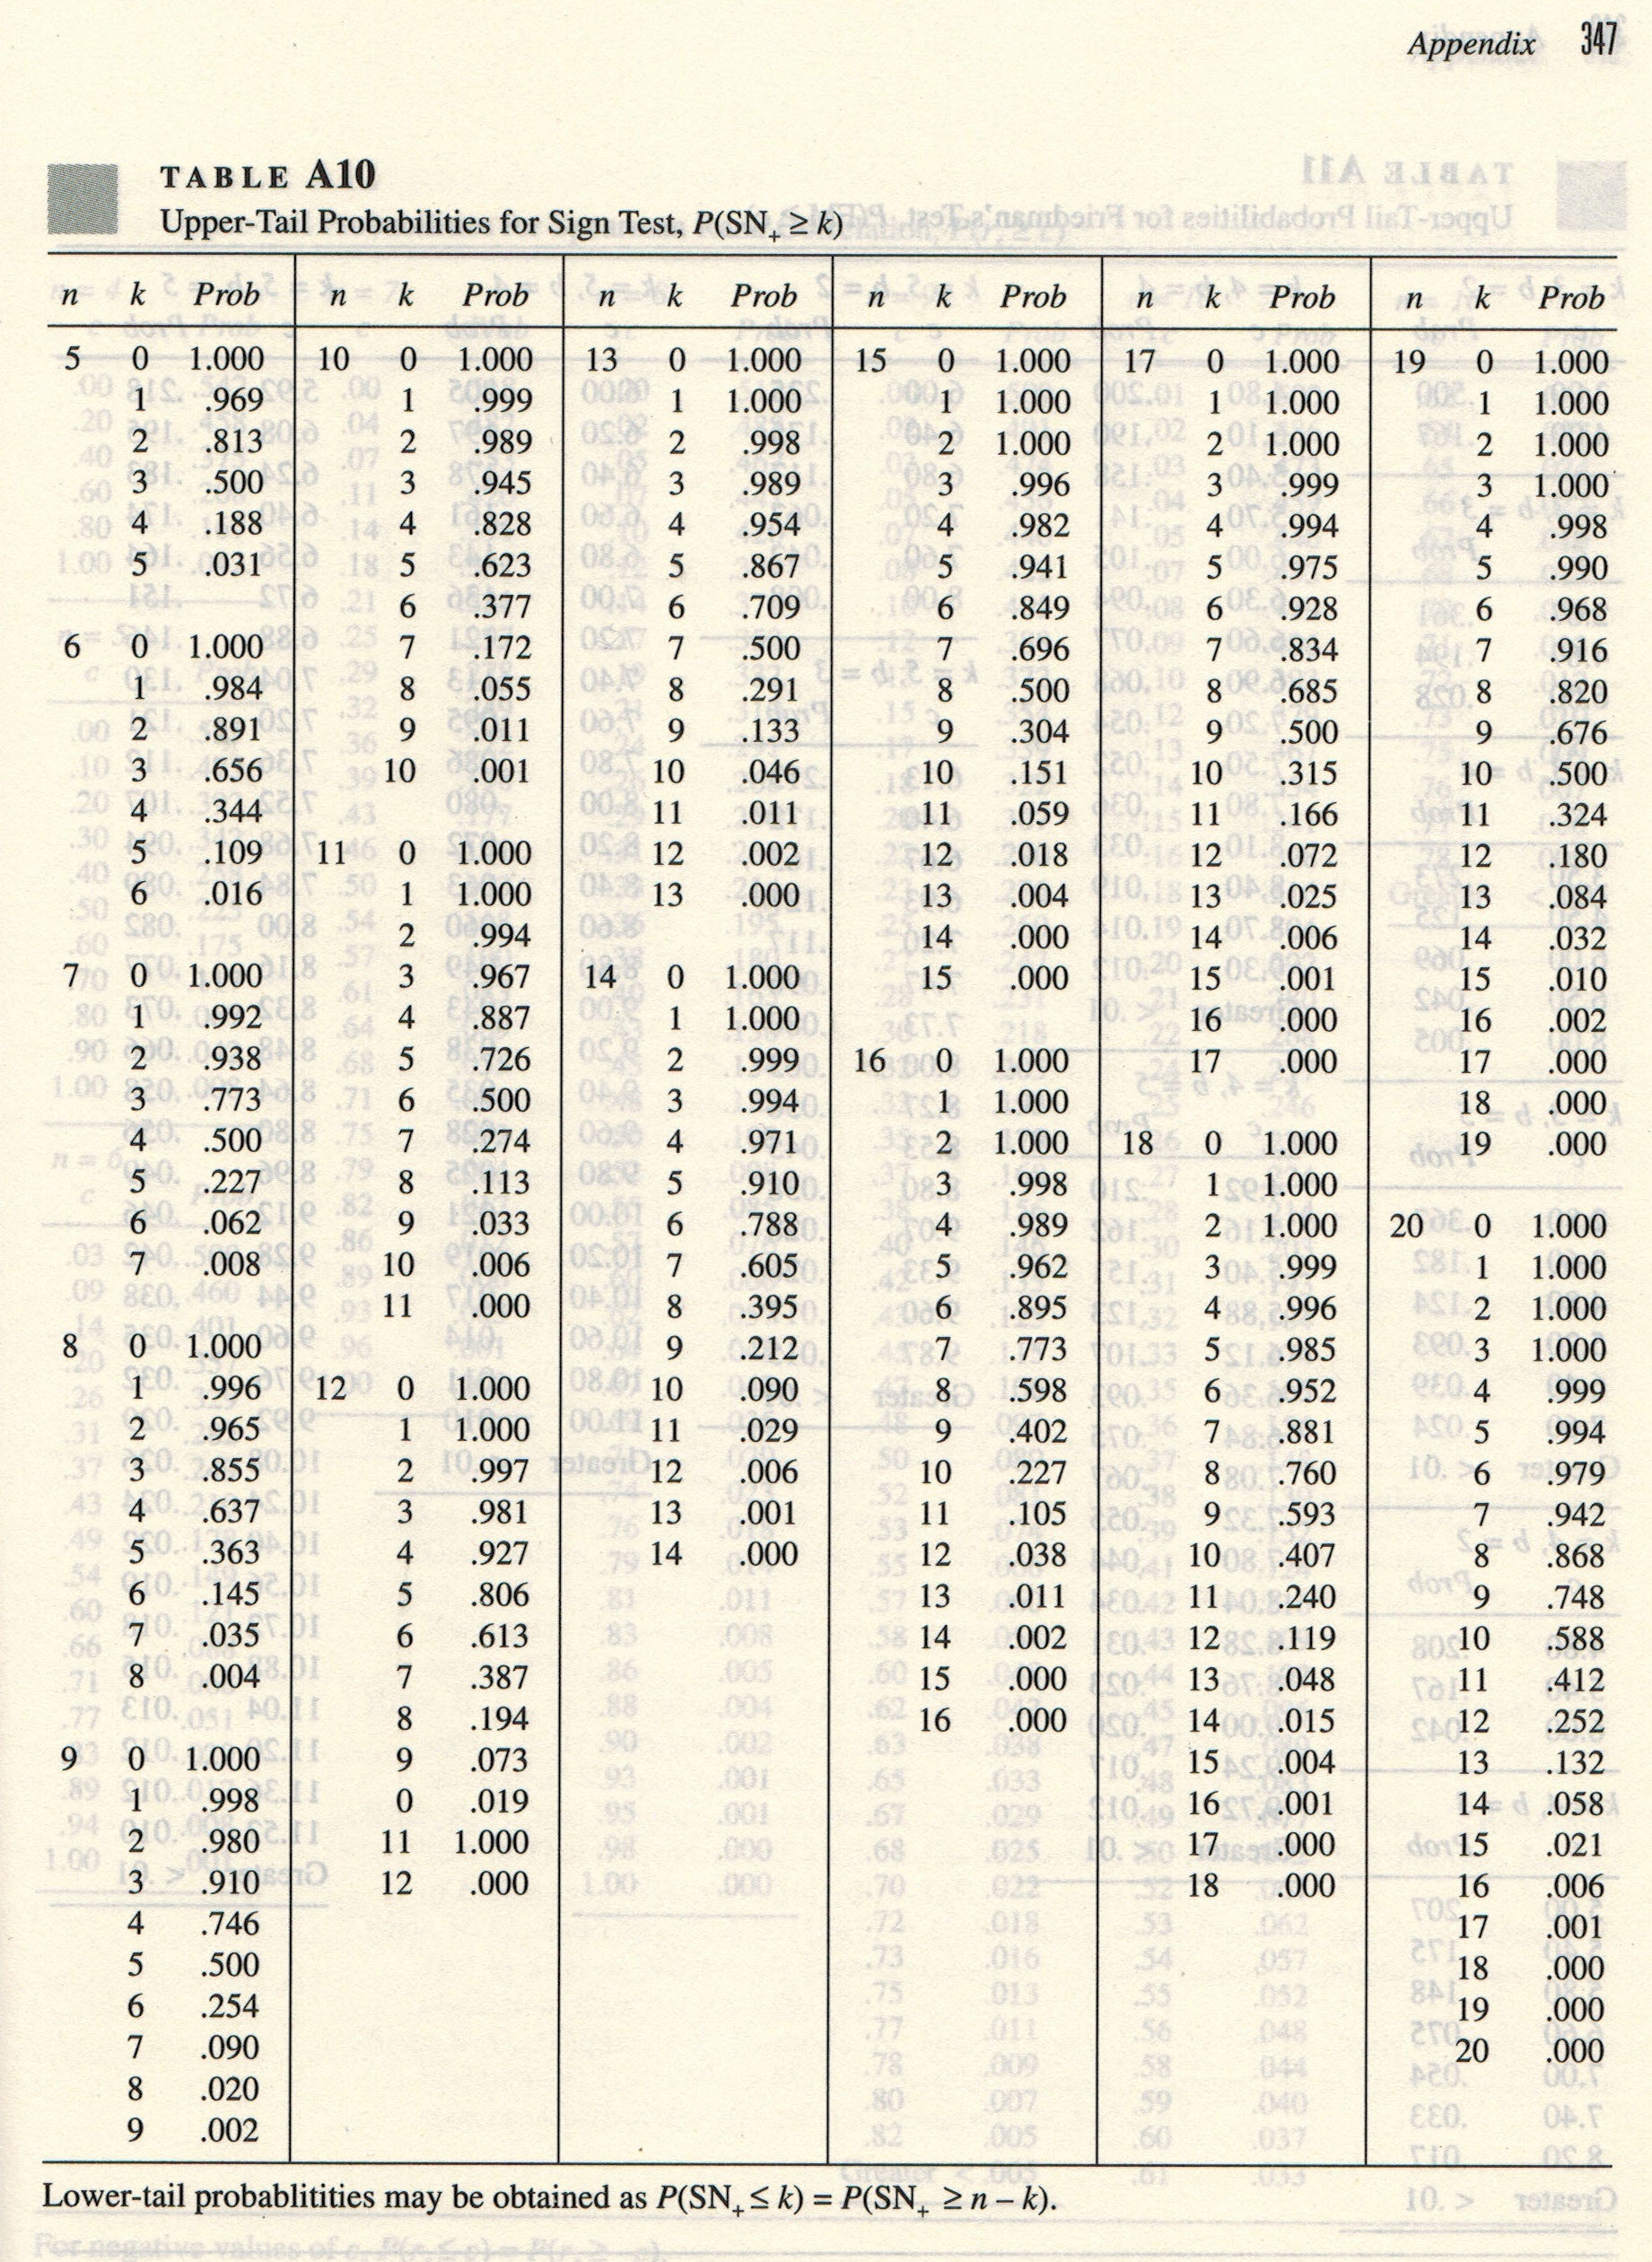 Appendix 347
TABLE A10
Upper-Tail Probabilities for Sign Test, P(SN₊ ≥ k)
n k Prob n k Prob n k Prob n k Prob n k Prob n k Prob
5 0 1.000 10 0 1.000 13 0 1.000 15 0 1.000 17 0 1.000 19 0 1.000
1 .969 1 .999 1 1.000 1 1.000 1 1.000 1 1.000
2 .813 2 .989 2 .998 2 1.000 2 1.000 2 1.000
3 .500 3 .945 3 .989 3 .996 3 .999 3 1.000
4 .188 4 .828 4 .954 4 .982 4 .994 4 .998
5 .031 5 .623 5 .867 5 .941 5 .975 5 .990
6 .377 6 .709 6 .849 6 .928 6 .968
6 0 1.000 7 .172 7 .500 7 .696 7 .834 7 .916
1 .984 8 .055 8 .291 8 .500 8 .685 8 .820
2 .891 9 .011 9 .133 9 .304 9 .500 9 .676
3 .656 10 .001 10 .046 10 .151 10 .315 10 .500
4 .344 11 .011 11 .059 11 .166 11 .324
5 .109 11 0 1.000 12 .002 12 .018 12 .072 12 .180
6 .016 1 1.000 13 .000 13 .004 13 .025 13 .084
2 .994 14 .000 14 .006 14 .032
7 0 1.000 3 .967 14 0 1.000 15 .000 15 .001 15 .010
1 .992 4 .887 1 1.000 16 .000 16 .002
2 .938 5 .726 2 .999 16 0 1.000 17 .000 17 .000
3 .773 6 .500 3 .994 1 1.000 18 .000
4 .500 7 .274 4 .971 2 1.000 18 0 1.000 19 .000
5 .227 8 .113 5 .910 3 .998 1 1.000
6 .062 9 .033 6 .788 4 .989 2 1.000 20 0 1.000
7 .008 10 .006 7 .605 5 .962 3 .999 1 1.000
11 .000 8 .395 6 .895 4 .996 2 1.000
8 0 1.000 9 .212 7 .773 5 .985 3 1.000
1 .996 12 0 1.000 10 .090 8 .598 6 .952 4 .999
2 .965 1 1.000 11 .029 9 .402 7 .881 5 .994
3 .855 2 .997 12 .006 10 .227 8 .760 6 .979
4 .637 3 .981 13 .001 11 .105 9 .593 7 .942
5 .363 4 .927 14 .000 12 .038 10 .407 8 .868
6 .145 5 .806 13 .011 11 .240 9 .748
7 .035 6 .613 14 .002 12 .119 10 .588
8 .004 7 .387 15 .000 13 .048 11 .412
8 .194 16 .000 14 .015 12 .252
9 0 1.000 9 .073 15 .004 13 .132
1 .998 0 .019 16 .001 14 .058
2 .980 11 1.000 17 .000 15 .021
3 .910 12 .000 18 .000 16 .006
4 .746 17 .001
5 .500 18 .000
6 .254 19 .000
7 .090 20 .000
8 .020
9 .002
Lower-tail probablitities may be obtained as P(SN₊ ≤ k) = P(SN₊ ≥ n – k).